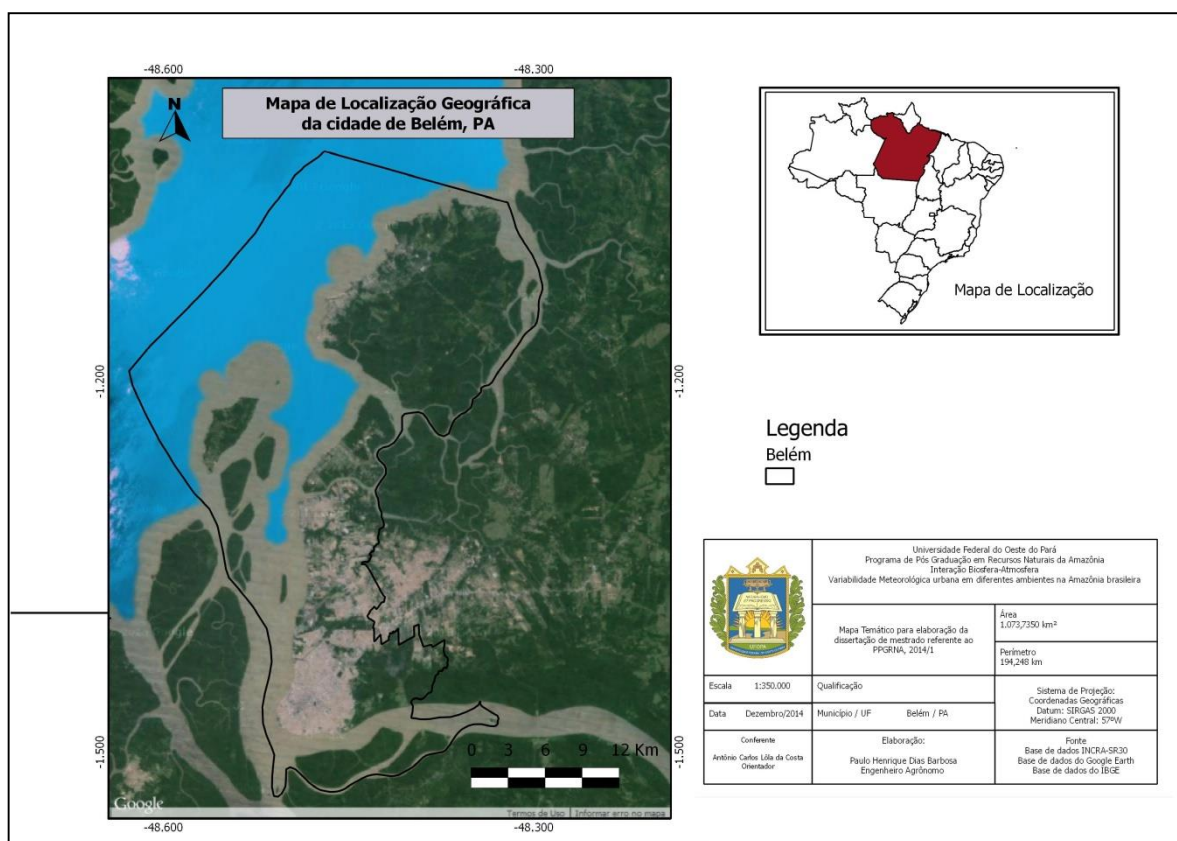 -48.600
-48.300
N
Mapa de Localização Geográfica
da cidade de Belém, PA
-1.200
-1.200
-1.500
-1.500
0 3 6 9 12 Km
Google
Termos de Uso Informar erro no mapa
-48.600
-48.300
Mapa de Localização
Legenda
Belém
Universidade Federal do Oeste do Pará
Programa de Pós Graduação em Recursos Naturais da Amazônia
Interação Biosfera-Atmosfera
Variabilidade Meteorológica urbana em diferentes ambientes na Amazônia brasileira
Mapa Temático para elaboração da
dissertação de mestrado referente ao
PPGRNA, 2014/1
Área
1.073,7350 km²
Perímetro
194,248 km
Escala 1:350.000
Qualificação
Sistema de Projeção:
Coordenadas Geográficas
Datum: SIRGAS 2000
Meridiano Central: 57ºW
Data Dezembro/2014
Município / UF Belém / PA
Conferente
Antônio Carlos Lôla da Costa
Orientador
Elaboração:
Paulo Henrique Dias Barbosa
Engenheiro Agrônomo
Fonte
Base de dados INCRA-SR30
Base de dados do Google Earth
Base de dados do IBGE